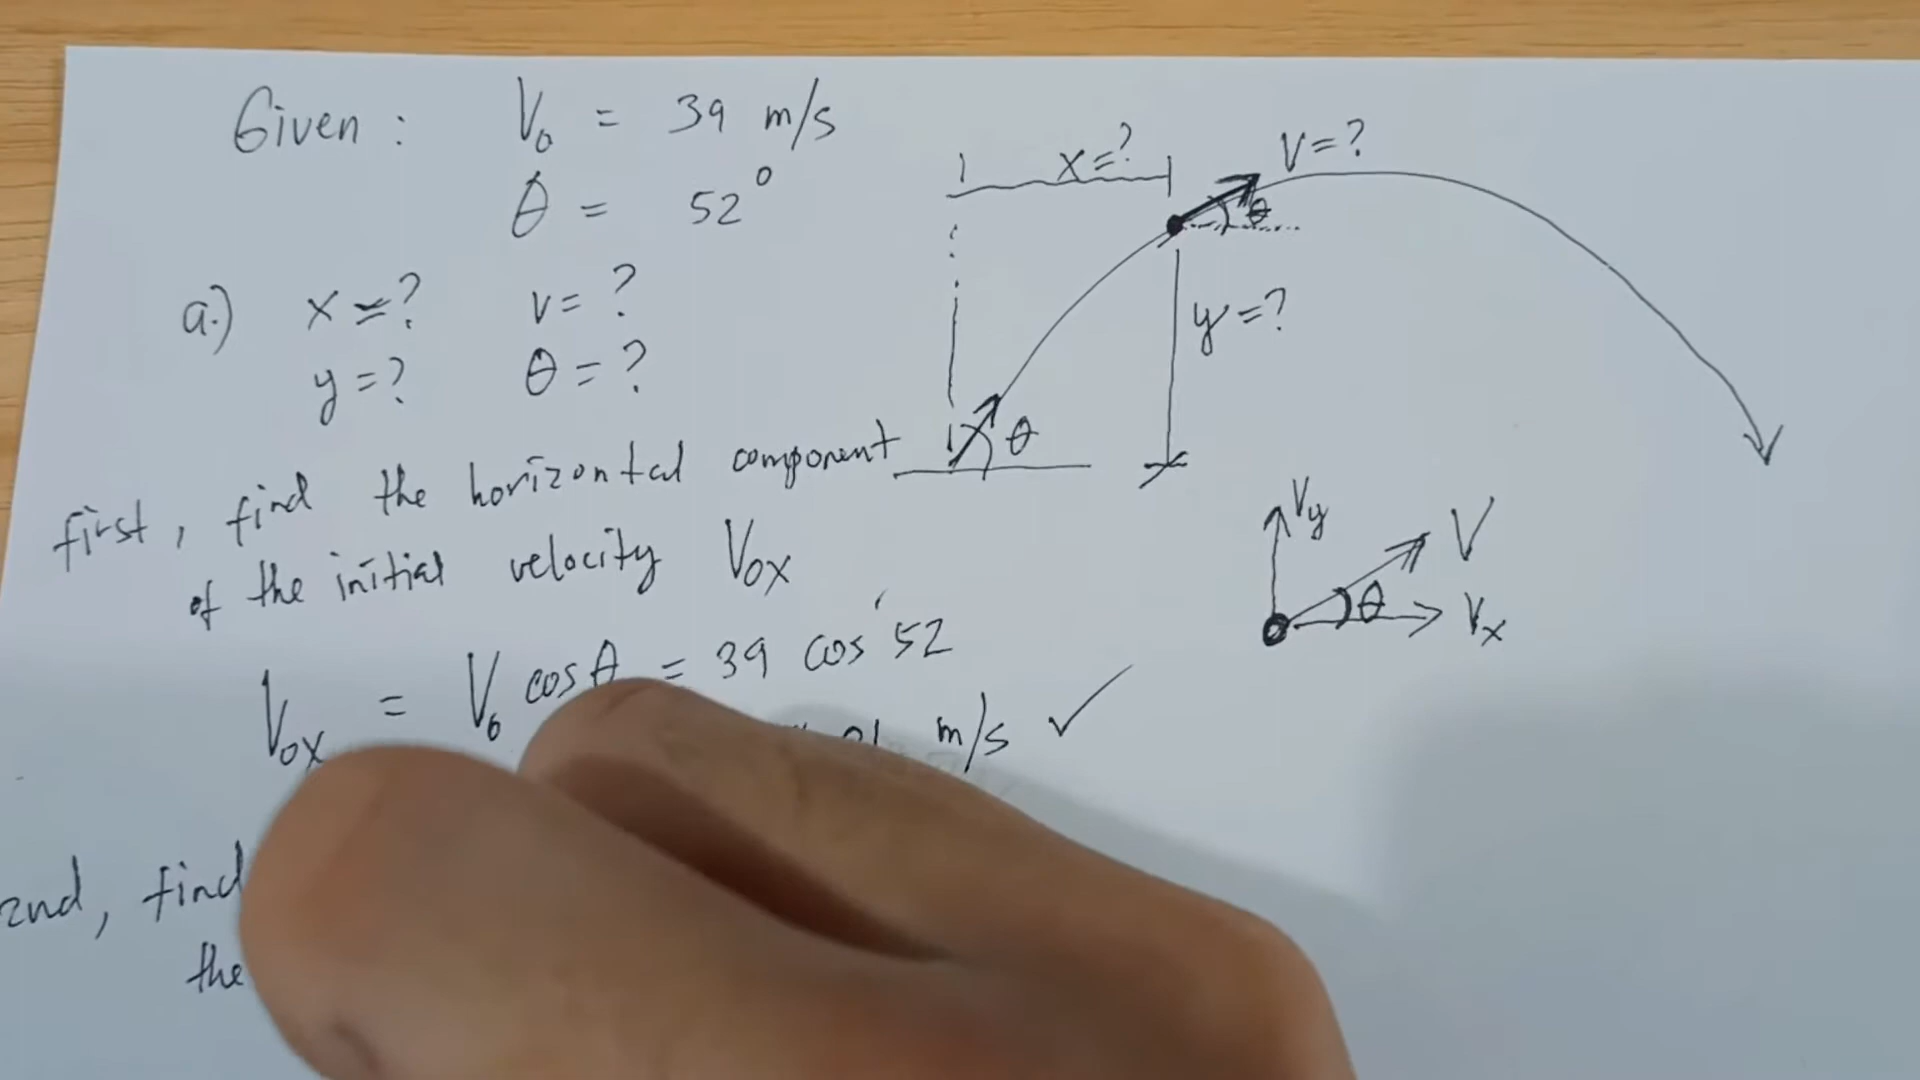 Given : V₀ = 39 m/s
θ = 52°
a.) x = ? v = ?
y = ? θ = ?
first, find the horizontal component
of the initial velocity V₀x
V₀x = V₀ cos θ = 39 cos 52
m/s ✓
2nd, find
the
x = ?
v = ?
θ
y = ?
θ
Vy
V
θ
Vx